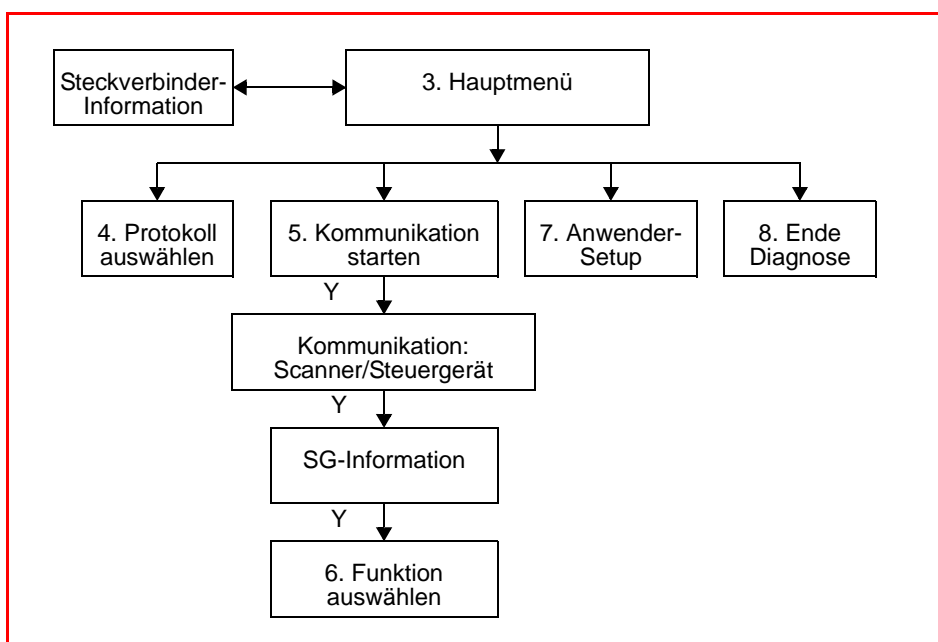 Steckverbinder-
Information
3. Hauptmenü
4. Protokoll
auswählen
5. Kommunikation
starten
7. Anwender-
Setup
8. Ende
Diagnose
Y
Kommunikation:
Scanner/Steuergerät
Y
SG-Information
Y
6. Funktion
auswählen